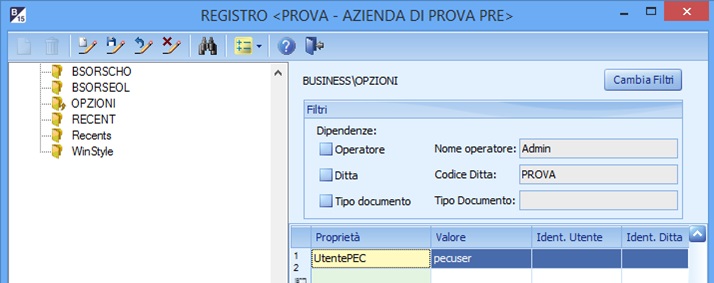 B
15
REGISTRO <PROVA - AZIENDA DI PROVA PRE>
BSORSCHO
BSORSEOL
OPZIONI
RECENT
Recents
WinStyle
BUSINESS\OPZIONI
Cambia Filtri
Filtri
Dipendenze:
Operatore
Nome operatore: Admin
Ditta
Codice Ditta: PROVA
Tipo documento
Tipo Documento:
Proprietà Valore Ident. Utente Ident. Ditta
1 UtentePEC pecuser
2